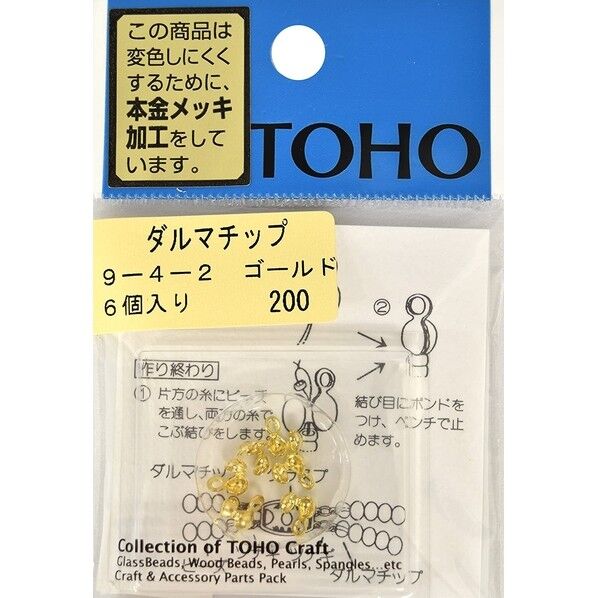 この商品は
変色しにくく
するために、
本金メッキ
加工をして
います。
TOHO
ダルマチップ
9-4-2 ゴールド
6個入り 200
②
作り終わり
① 片方の糸にビーズ
を通し、両方の糸で
こぶ結びをします。
結び目にボンドを
つけ、ペンチで止
めます。
ダルマチップ
ダルマチップ
Collection of TOHO Craft
GlassBeads, Wood Beads, Pearls, Spangles...etc
Craft & Accessory Parts Pack